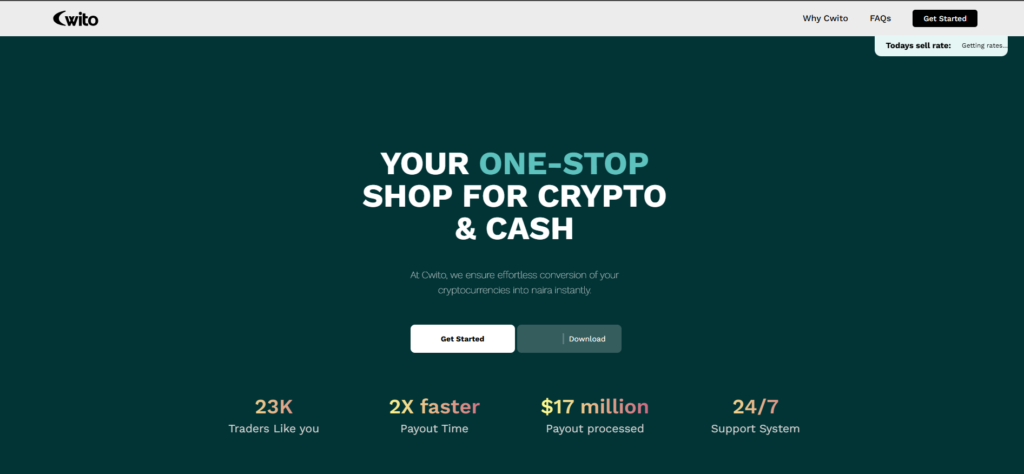 Cwito
Why Cwito
FAQs
Get Started
Todays sell rate:
Getting rates...
YOUR ONE-STOP
SHOP FOR CRYPTO
& CASH
At Cwito, we ensure effortless conversion of your
cryptocurrencies into naira instantly.
Get Started
Download
23K
Traders Like you
2X faster
Payout Time
$17 million
Payout processed
24/7
Support System